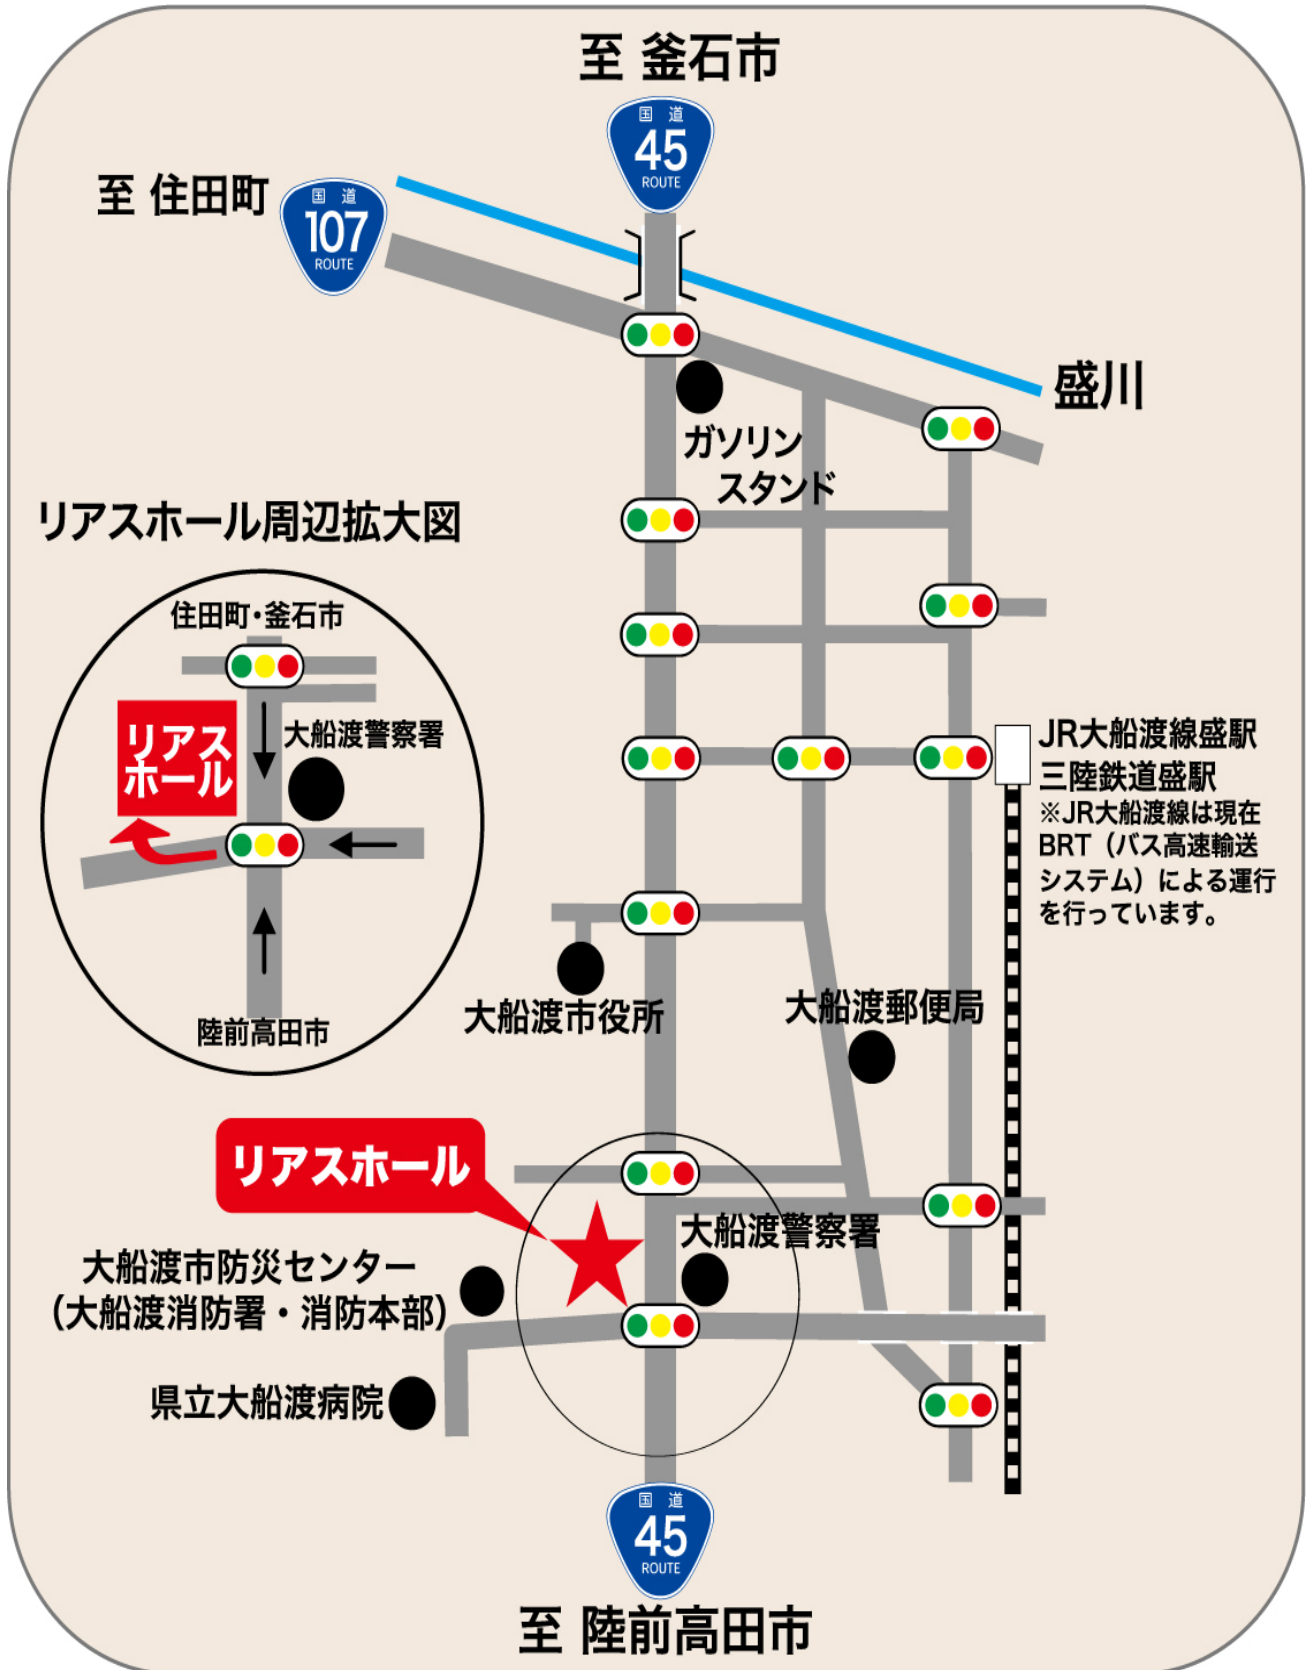 至 釜石市
国 道
45
ROUTE
至 住田町
国 道
107
ROUTE
盛川
ガソリン
スタンド
リアスホール周辺拡大図
住田町・釜石市
リアス
ホール
大船渡警察署
陸前高田市
JR大船渡線盛駅
三陸鉄道盛駅
※JR大船渡線は現在
BRT（バス高速輸送
システム）による運行
を行っています。
大船渡市役所
大船渡郵便局
リアスホール
大船渡警察署
大船渡市防災センター
（大船渡消防署・消防本部）
県立大船渡病院
国 道
45
ROUTE
至 陸前高田市